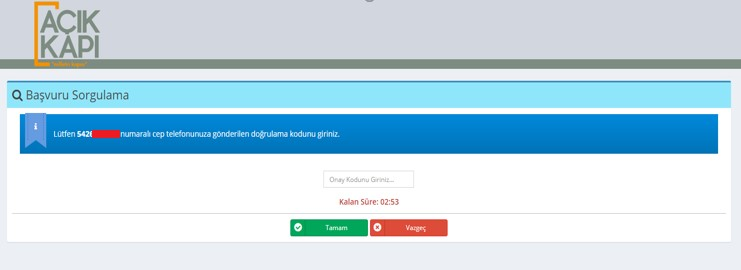 AÇIK
KAPI
Başvuru Sorgulama
Lütfen 5426 numaralı cep telefonunuza gönderilen doğrulama kodunu giriniz.
Onay Kodunu Giriniz...
Kalan Süre: 02:53
Tamam
Vazgeç